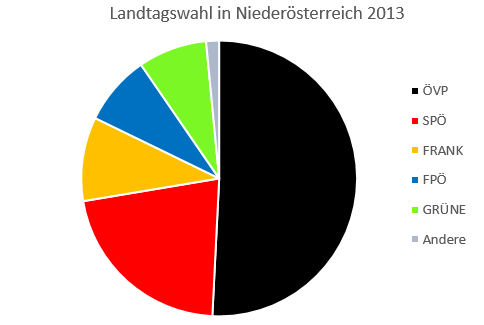 Landtagswahl in Niederösterreich 2013
ÖVP
SPÖ
FRANK
FPÖ
GRÜNE
Andere